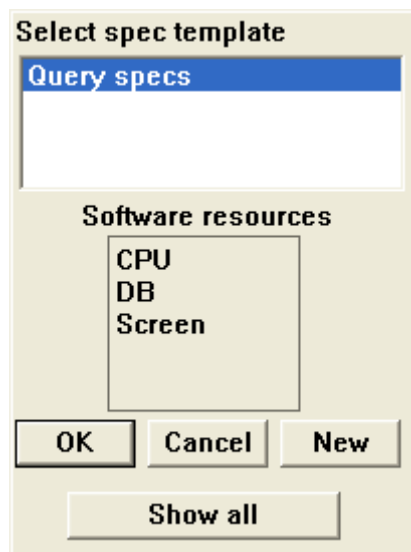 Select spec template
Query specs
Software resources
CPU
DB
Screen
OK Cancel New
Show all